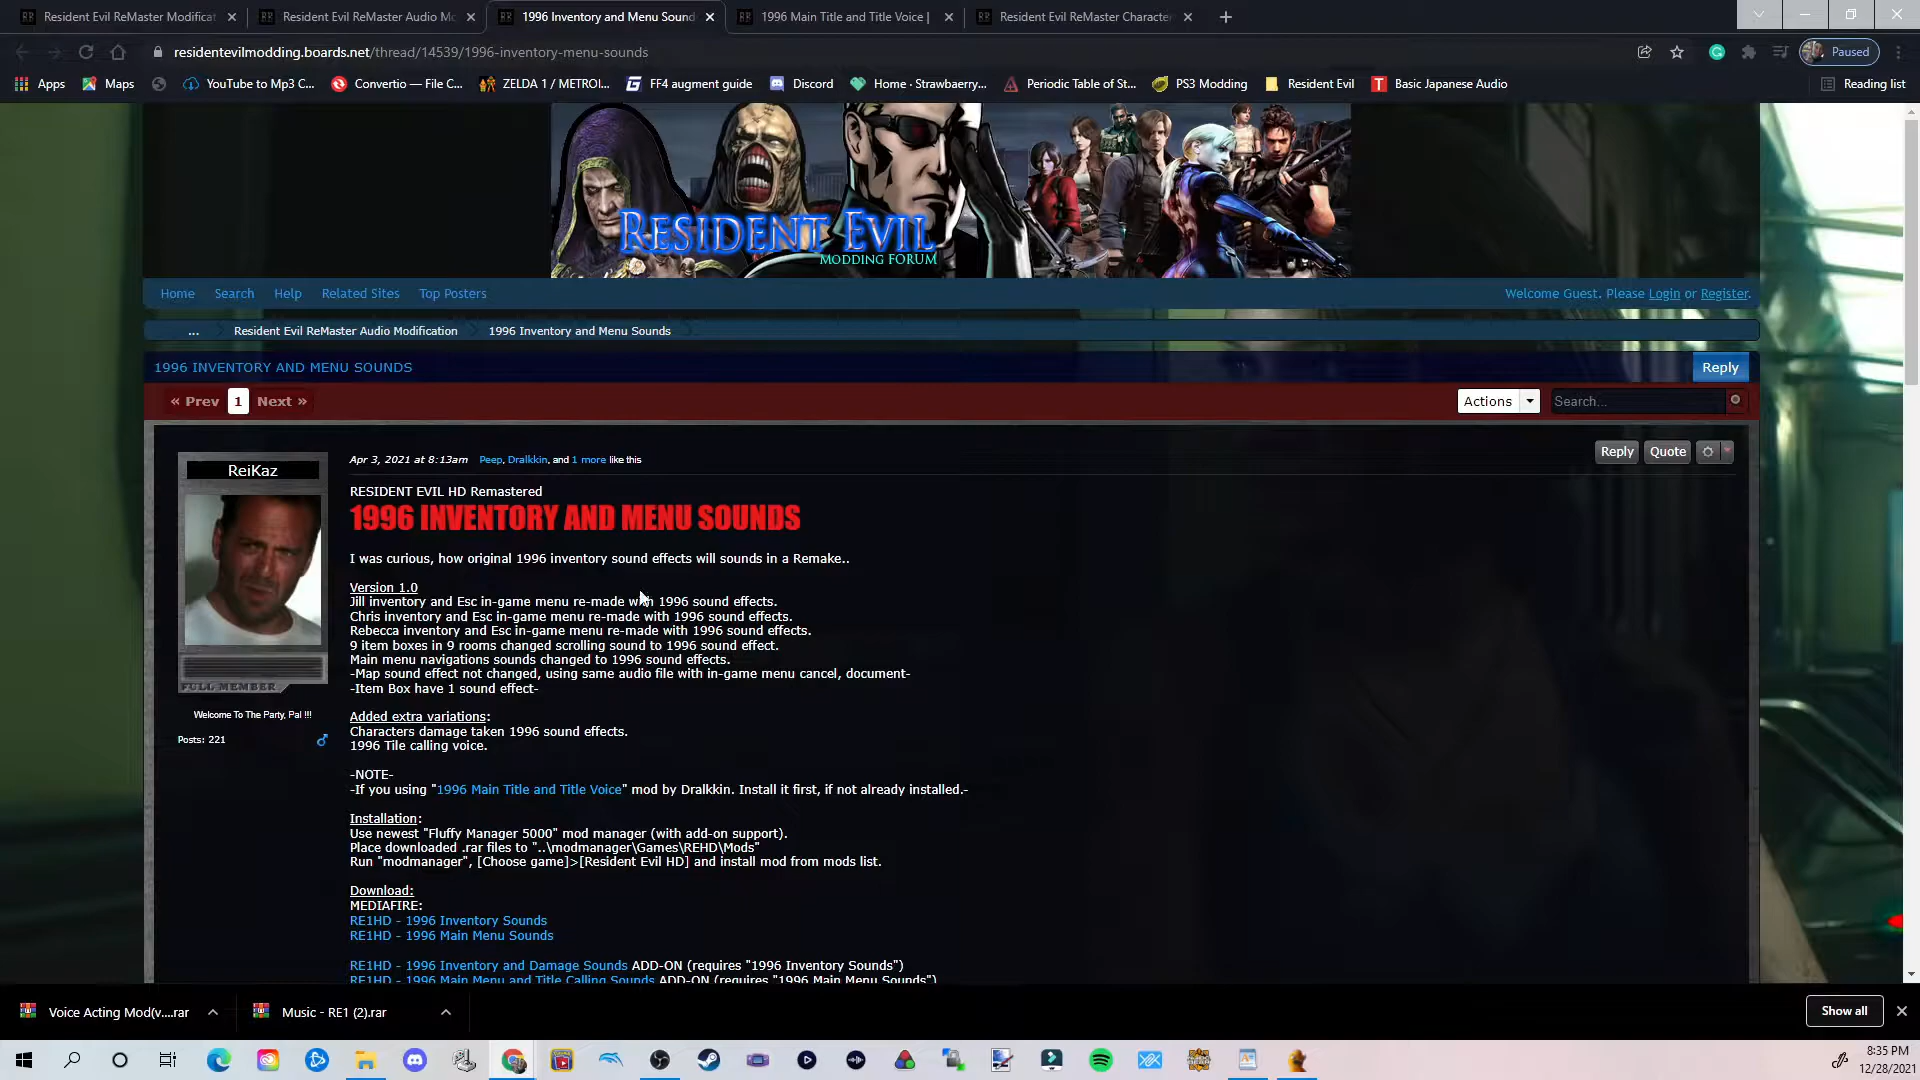 Resident Evil ReMaster Modificat
Resident Evil ReMaster Audio Mo
1996 Inventory and Menu Sound
1996 Main Title and Title Voice |
Resident Evil ReMaster Character
residentevilmodding.boards.net/thread/14539/1996-inventory-menu-sounds
Paused
Apps
Maps
YouTube to Mp3 C...
Convertio — File C...
ZELDA 1 / METROI...
FF4 augment guide
Discord
Home · Strawbaerry...
Periodic Table of St...
PS3 Modding
Resident Evil
Basic Japanese Audio
Reading list
RESIDENT EVIL
MODDING FORUM
Home
Search
Help
Related Sites
Top Posters
Welcome Guest. Please Login or Register.
...
Resident Evil ReMaster Audio Modification
1996 Inventory and Menu Sounds
1996 INVENTORY AND MENU SOUNDS
Reply
« Prev
1
Next »
Actions
Search...
ReiKaz
FULL MEMBER
Welcome To The Party, Pal !!!
Posts: 221
Apr 3, 2021 at 8:13am
Peep, Dralkkin, and 1 more like this
Reply
Quote
RESIDENT EVIL HD Remastered
1996 INVENTORY AND MENU SOUNDS
I was curious, how original 1996 inventory sound effects will sounds in a Remake..
Version 1.0
Jill inventory and Esc in-game menu re-made with 1996 sound effects.
Chris inventory and Esc in-game menu re-made with 1996 sound effects.
Rebecca inventory and Esc in-game menu re-made with 1996 sound effects.
9 item boxes in 9 rooms changed scrolling sound to 1996 sound effect.
Main menu navigations sounds changed to 1996 sound effects.
-Map sound effect not changed, using same audio file with in-game menu cancel, document-
-Item Box have 1 sound effect-
Added extra variations:
Characters damage taken 1996 sound effects.
1996 Tile calling voice.
-NOTE-
-If you using "1996 Main Title and Title Voice" mod by Dralkkin. Install it first, if not already installed.-
Installation:
Use newest "Fluffy Manager 5000" mod manager (with add-on support).
Place downloaded .rar files to "..\modmanager\Games\REHD\Mods"
Run "modmanager", [Choose game]>[Resident Evil HD] and install mod from mods list.
Download:
MEDIAFIRE:
RE1HD - 1996 Inventory Sounds
RE1HD - 1996 Main Menu Sounds
RE1HD - 1996 Inventory and Damage Sounds ADD-ON (requires "1996 Inventory Sounds")
RE1HD - 1996 Main Menu and Title Calling Sounds ADD-ON (requires "1996 Main Menu Sounds")
Voice Acting Mod(v....rar
Music - RE1 (2).rar
Show all
8:35 PM
12/28/2021